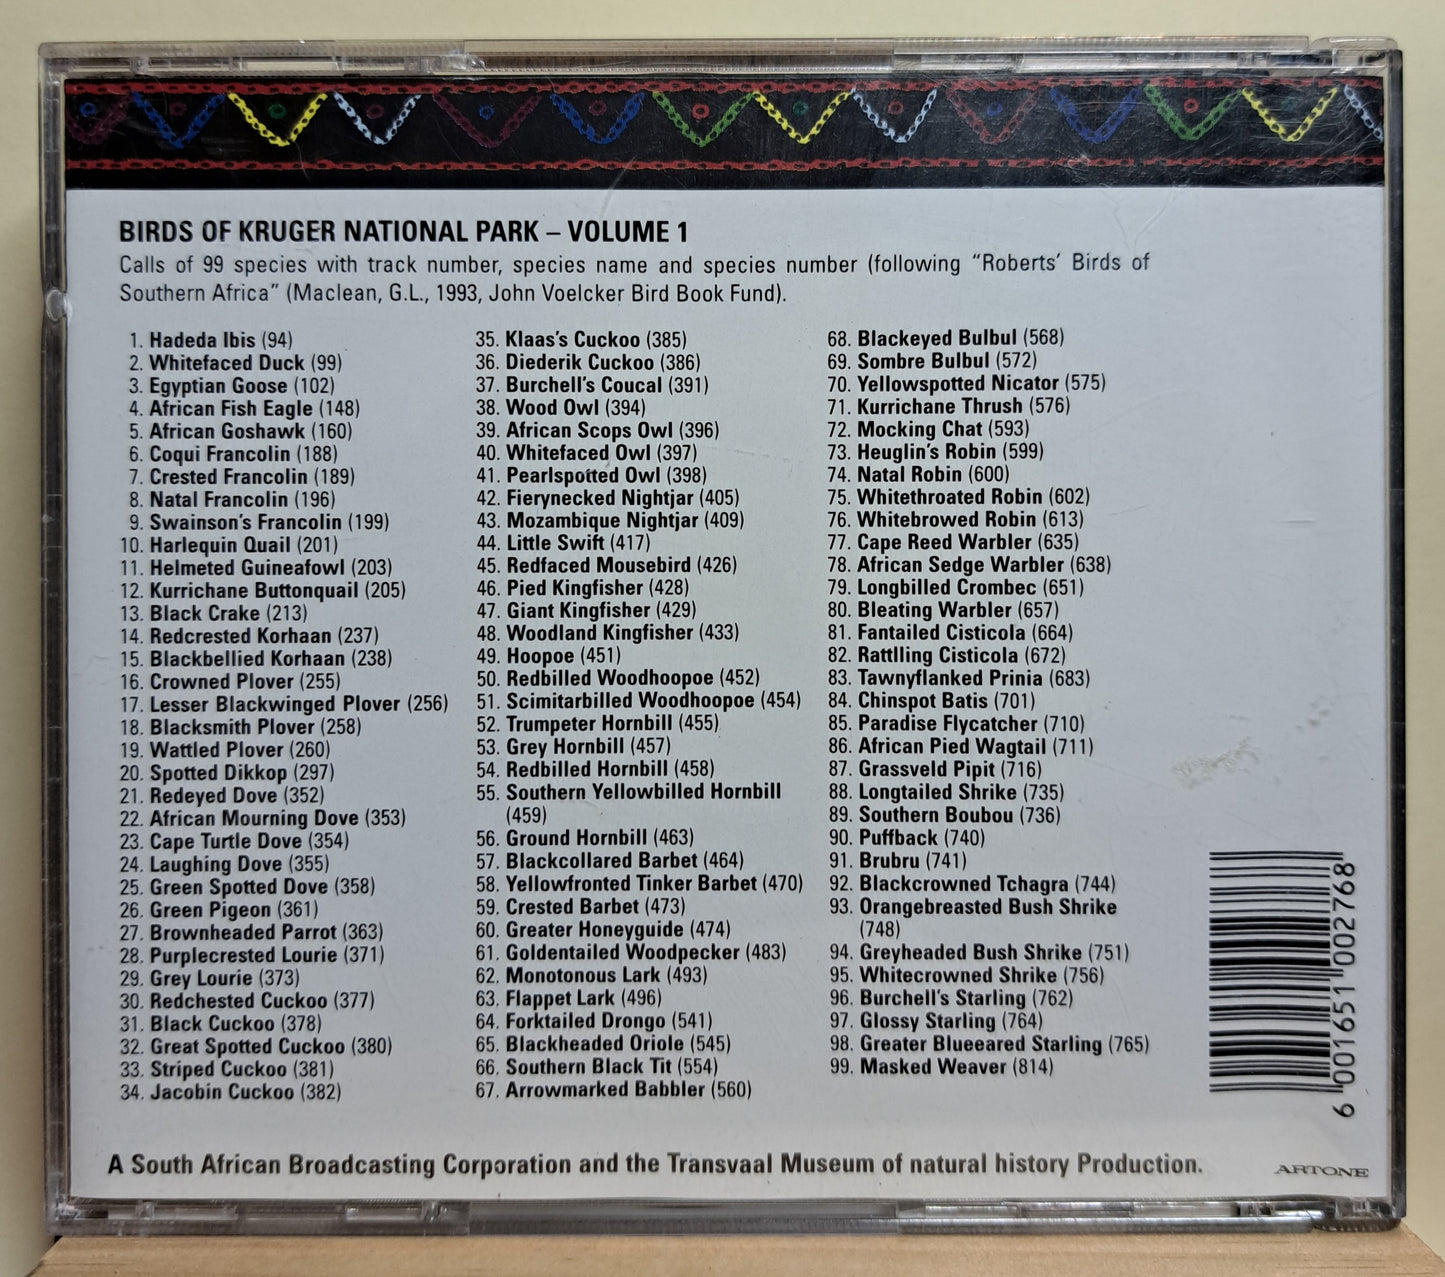 BIRDS OF KRUGER NATIONAL PARK – VOLUME 1
Calls of 99 species with track number, species name and species number (following "Roberts' Birds of
Southern Africa" (Maclean, G.L., 1993, John Voelcker Bird Book Fund).
1. Hadeda Ibis (94)
2. Whitefaced Duck (99)
3. Egyptian Goose (102)
4. African Fish Eagle (148)
5. African Goshawk (160)
6. Coqui Francolin (188)
7. Crested Francolin (189)
8. Natal Francolin (196)
9. Swainson's Francolin (199)
10. Harlequin Quail (201)
11. Helmeted Guineafowl (203)
12. Kurrichane Buttonquail (205)
13. Black Crake (213)
14. Redcrested Korhaan (237)
15. Blackbellied Korhaan (238)
16. Crowned Plover (255)
17. Lesser Blackwinged Plover (256)
18. Blacksmith Plover (258)
19. Wattled Plover (260)
20. Spotted Dikkop (297)
21. Redeyed Dove (352)
22. African Mourning Dove (353)
23. Cape Turtle Dove (354)
24. Laughing Dove (355)
25. Green Spotted Dove (358)
26. Green Pigeon (361)
27. Brownheaded Parrot (363)
28. Purplecrested Lourie (371)
29. Grey Lourie (373)
30. Redchested Cuckoo (377)
31. Black Cuckoo (378)
32. Great Spotted Cuckoo (380)
33. Striped Cuckoo (381)
34. Jacobin Cuckoo (382)
35. Klaas's Cuckoo (385)
36. Diederik Cuckoo (386)
37. Burchell's Coucal (391)
38. Wood Owl (394)
39. African Scops Owl (396)
40. Whitefaced Owl (397)
41. Pearlspotted Owl (398)
42. Fierynecked Nightjar (405)
43. Mozambique Nightjar (409)
44. Little Swift (417)
45. Redfaced Mousebird (426)
46. Pied Kingfisher (428)
47. Giant Kingfisher (429)
48. Woodland Kingfisher (433)
49. Hoopoe (451)
50. Redbilled Woodhoopoe (452)
51. Scimitarbilled Woodhoopoe (454)
52. Trumpeter Hornbill (455)
53. Grey Hornbill (457)
54. Redbilled Hornbill (458)
55. Southern Yellowbilled Hornbill
(459)
56. Ground Hornbill (463)
57. Blackcollared Barbet (464)
58. Yellowfronted Tinker Barbet (470)
59. Crested Barbet (473)
60. Greater Honeyguide (474)
61. Goldentailed Woodpecker (483)
62. Monotonous Lark (493)
63. Flappet Lark (496)
64. Forktailed Drongo (541)
65. Blackheaded Oriole (545)
66. Southern Black Tit (554)
67. Arrowmarked Babbler (560)
68. Blackeyed Bulbul (568)
69. Sombre Bulbul (572)
70. Yellowspotted Nicator (575)
71. Kurrichane Thrush (576)
72. Mocking Chat (593)
73. Heuglin's Robin (599)
74. Natal Robin (600)
75. Whitethroated Robin (602)
76. Whitebrowed Robin (613)
77. Cape Reed Warbler (635)
78. African Sedge Warbler (638)
79. Longbilled Crombec (651)
80. Bleating Warbler (657)
81. Fantailed Cisticola (664)
82. Rattlling Cisticola (672)
83. Tawnyflanked Prinia (683)
84. Chinspot Batis (701)
85. Paradise Flycatcher (710)
86. African Pied Wagtail (711)
87. Grassveld Pipit (716)
88. Longtailed Shrike (735)
89. Southern Boubou (736)
90. Puffback (740)
91. Brubru (741)
92. Blackcrowned Tchagra (744)
93. Orangebreasted Bush Shrike
(748)
94. Greyheaded Bush Shrike (751)
95. Whitecrowned Shrike (756)
96. Burchell's Starling (762)
97. Glossy Starling (764)
98. Greater Blueeared Starling (765)
99. Masked Weaver (814)
6 001651 002768
A South African Broadcasting Corporation and the Transvaal Museum of natural history Production.
ARTONE